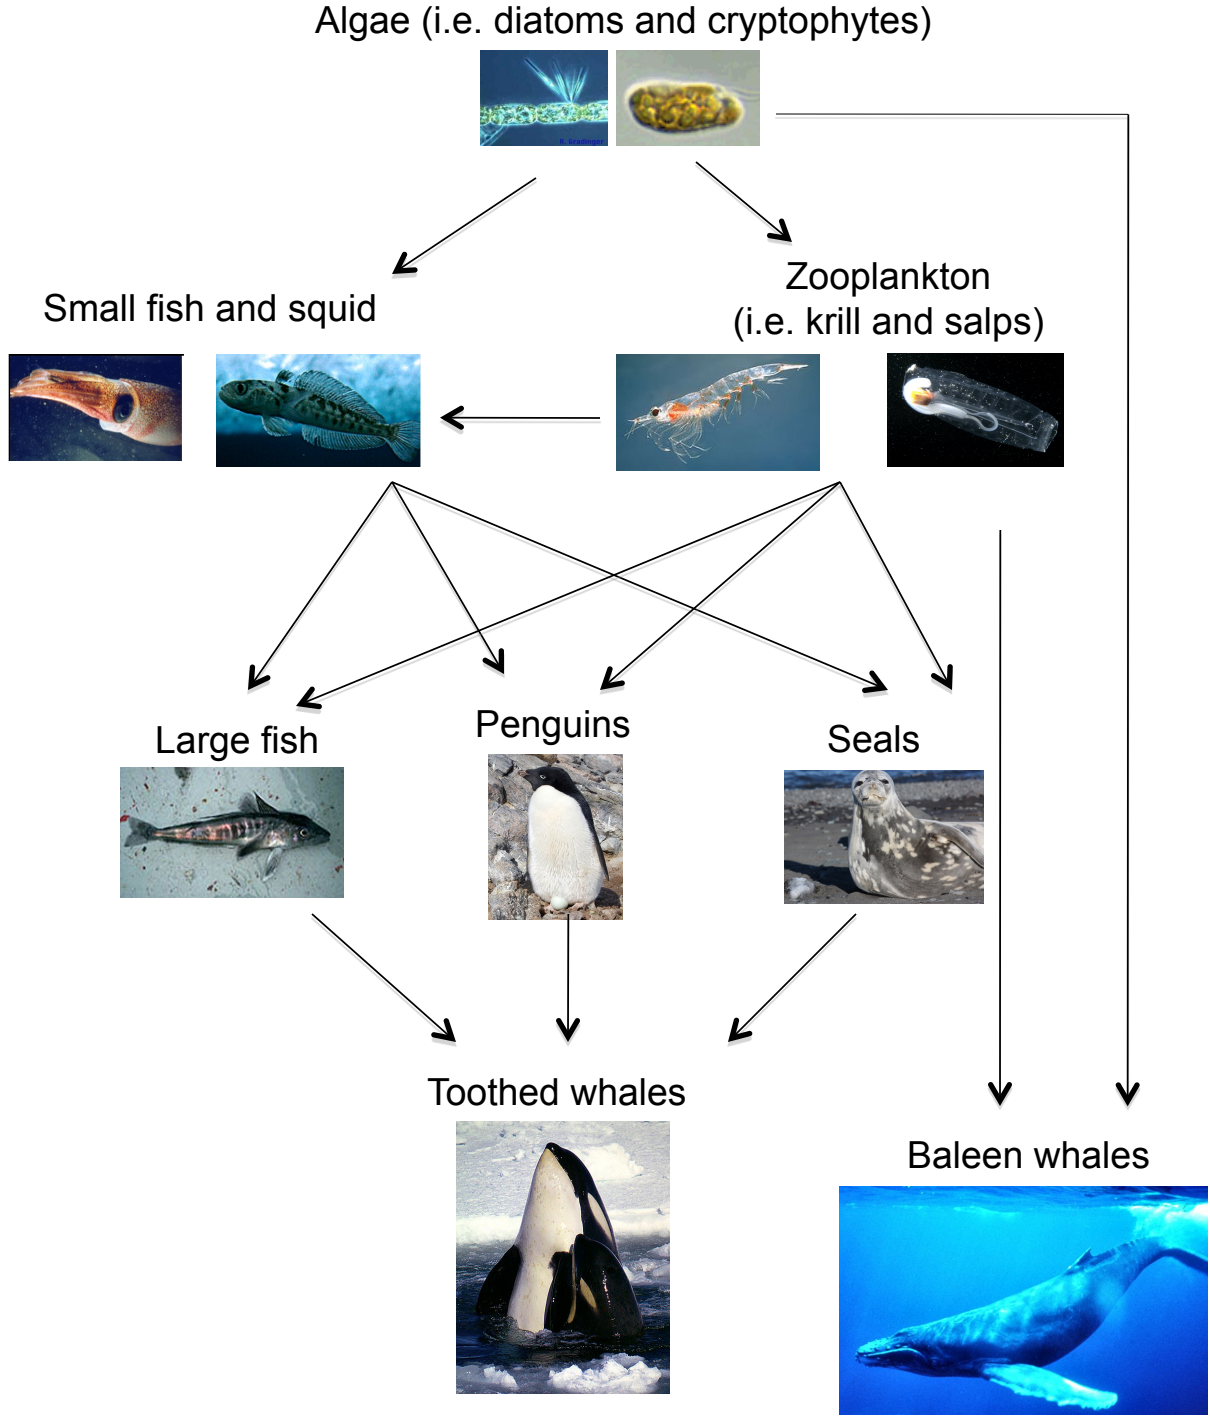 Algae (i.e. diatoms and cryptophytes)
R. Gradinger
Small fish and squid
Zooplankton
(i.e. krill and salps)
Large fish
Penguins
Seals
Toothed whales
Baleen whales